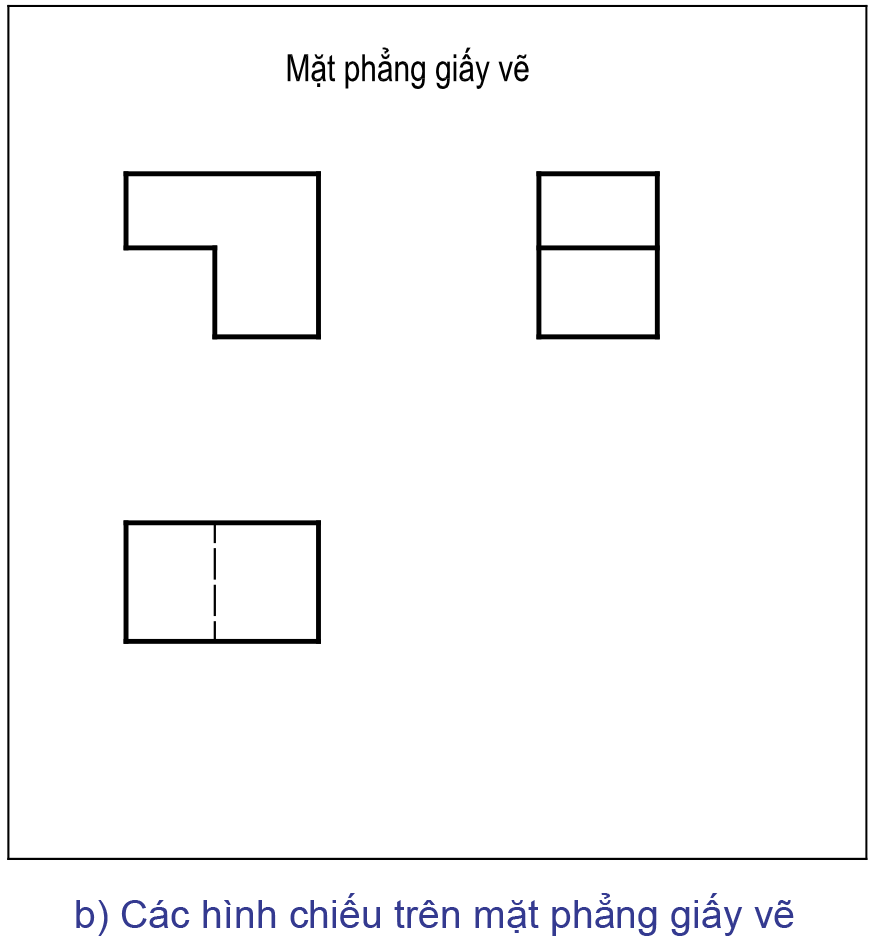 Mặt phẳng giấy vẽ
b) Các hình chiếu trên mặt phẳng giấy vẽ